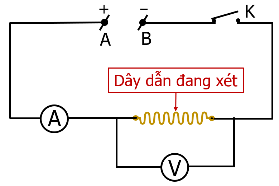 + − K
A B
Dây dẫn đang xét
A
V